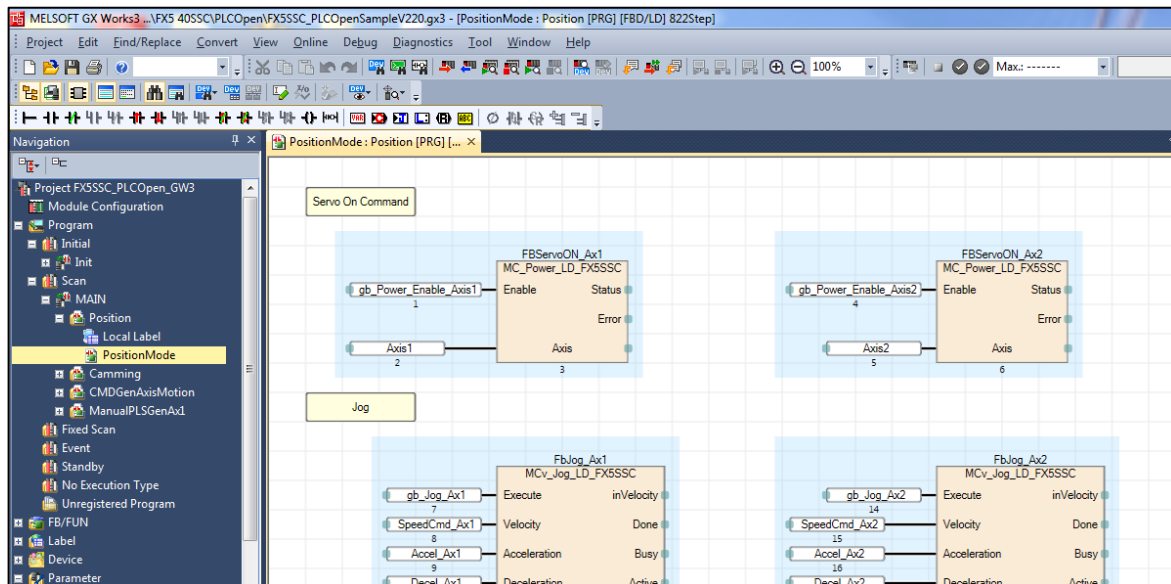 MELSOFT GX Works3 ...\FX5 40SSC\PLCOpen\FX5SSC_PLCOpenSampleV220.gx3 - [PositionMode : Position [PRG] [FBD/LD] 822Step]
Project Edit Find/Replace Convert View Online Debug Diagnostics Tool Window Help
100% Max.: -------
Navigation
PositionMode : Position [PRG] [...
Project FX5SSC_PLCOpen_GW3
Module Configuration
Program
Initial
Init
Scan
MAIN
Position
Local Label
PositionMode
Camming
CMDGenAxisMotion
ManualPLSGenAx1
Fixed Scan
Event
Standby
No Execution Type
Unregistered Program
FB/FUN
Label
Device
Parameter
Servo On Command
FBServoON_Ax1
MC_Power_LD_FX5SSC
gb_Power_Enable_Axis1 Enable Status
1
Error
Axis1 Axis
2 3
FBServoON_Ax2
MC_Power_LD_FX5SSC
gb_Power_Enable_Axis2 Enable Status
4
Error
Axis2 Axis
5 6
Jog
FbJog_Ax1
MCv_Jog_LD_FX5SSC
gb_Jog_Ax1 Execute inVelocity
7
SpeedCmd_Ax1 Velocity Done
8
Accel_Ax1 Acceleration Busy
9
Decel_Ax1 Deceleration Active
FbJog_Ax2
MCv_Jog_LD_FX5SSC
gb_Jog_Ax2 Execute inVelocity
14
SpeedCmd_Ax2 Velocity Done
15
Accel_Ax2 Acceleration Busy
16
Decel_Ax2 Deceleration Active